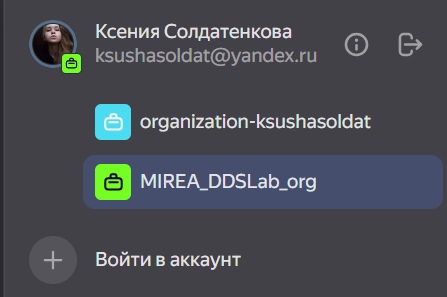 Ксения Солдатенкова
ksushasoldat@yandex.ru
organization-ksushasoldat
MIREA_DDSLab_org
Войти в аккаунт